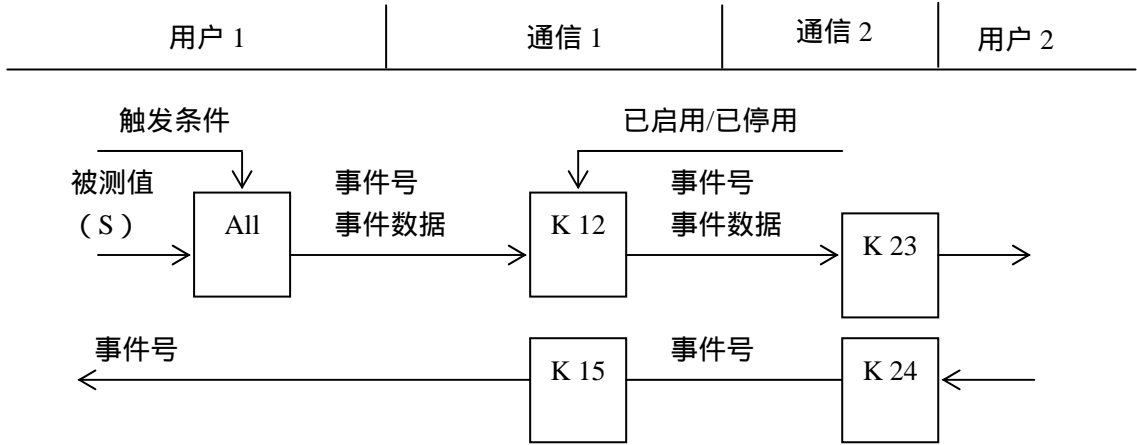 用户 1
通信 1
通信 2
用户 2
触发条件
已启用/已停用
被测值
（S）
All
事件号
事件数据
K 12
事件号
事件数据
K 23
事件号
K 15
事件号
K 24